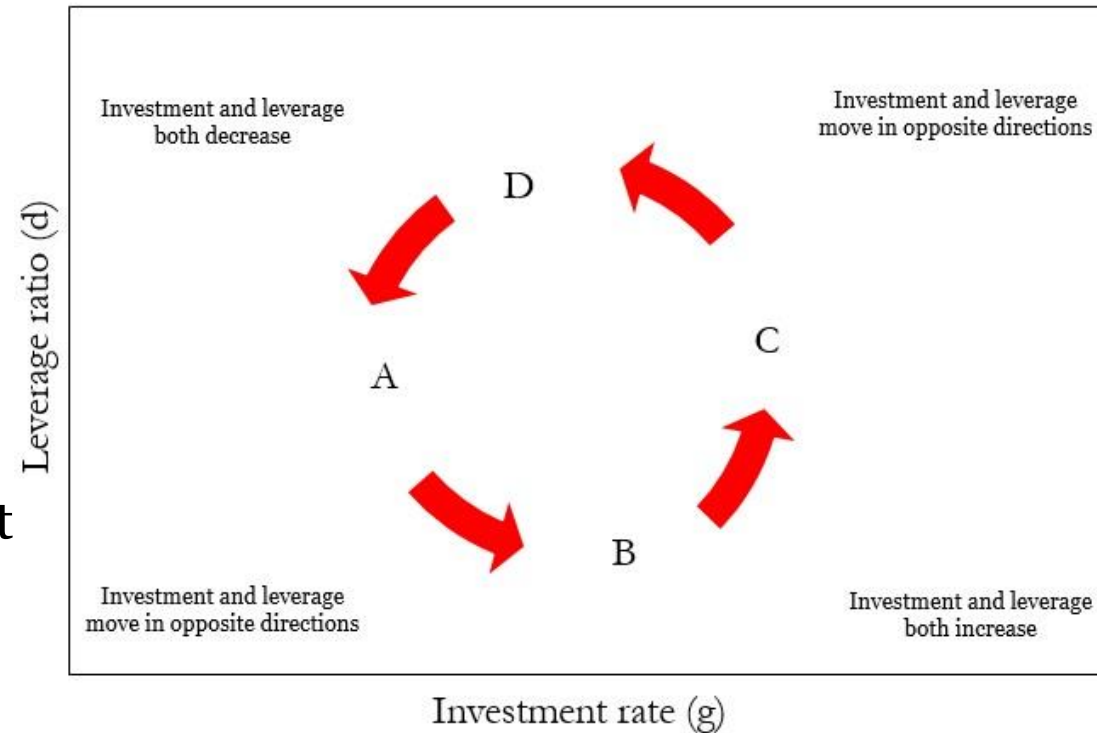 Investment and leverage
both decrease
Investment and leverage
move in opposite directions
D
C
A
B
Leverage ratio (d)
t
Investment and leverage
move in opposite directions
Investment and leverage
both increase
Investment rate (g)